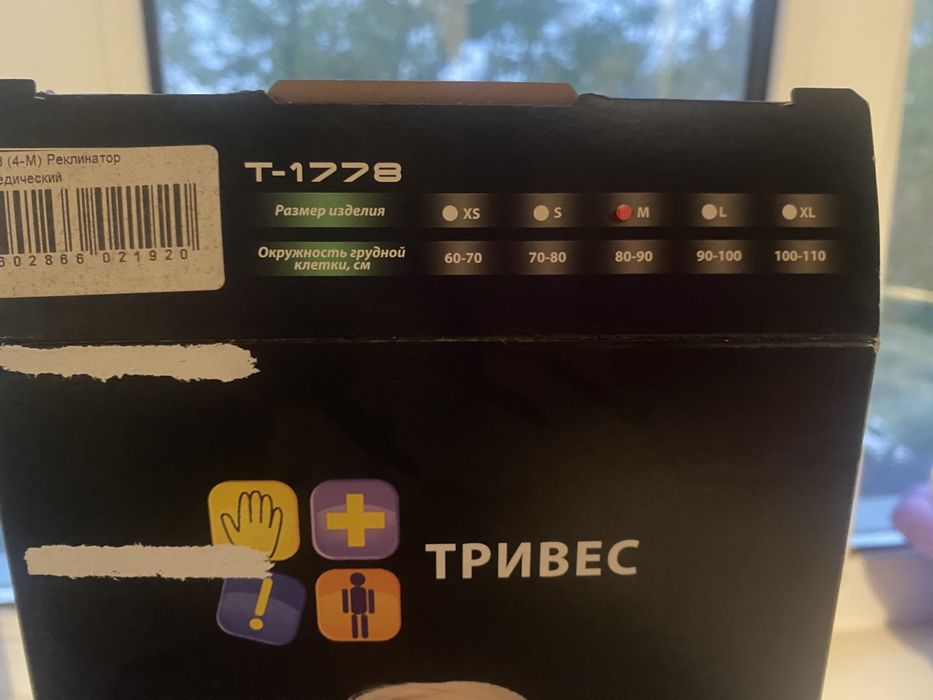 (4-М) Реклинатор
602866 021920
T-1778
Размер изделия XS S M L XL
Окружность грудной
клетки, см
60-70 70-80 80-90 90-100 100-110
ТРИВЕС